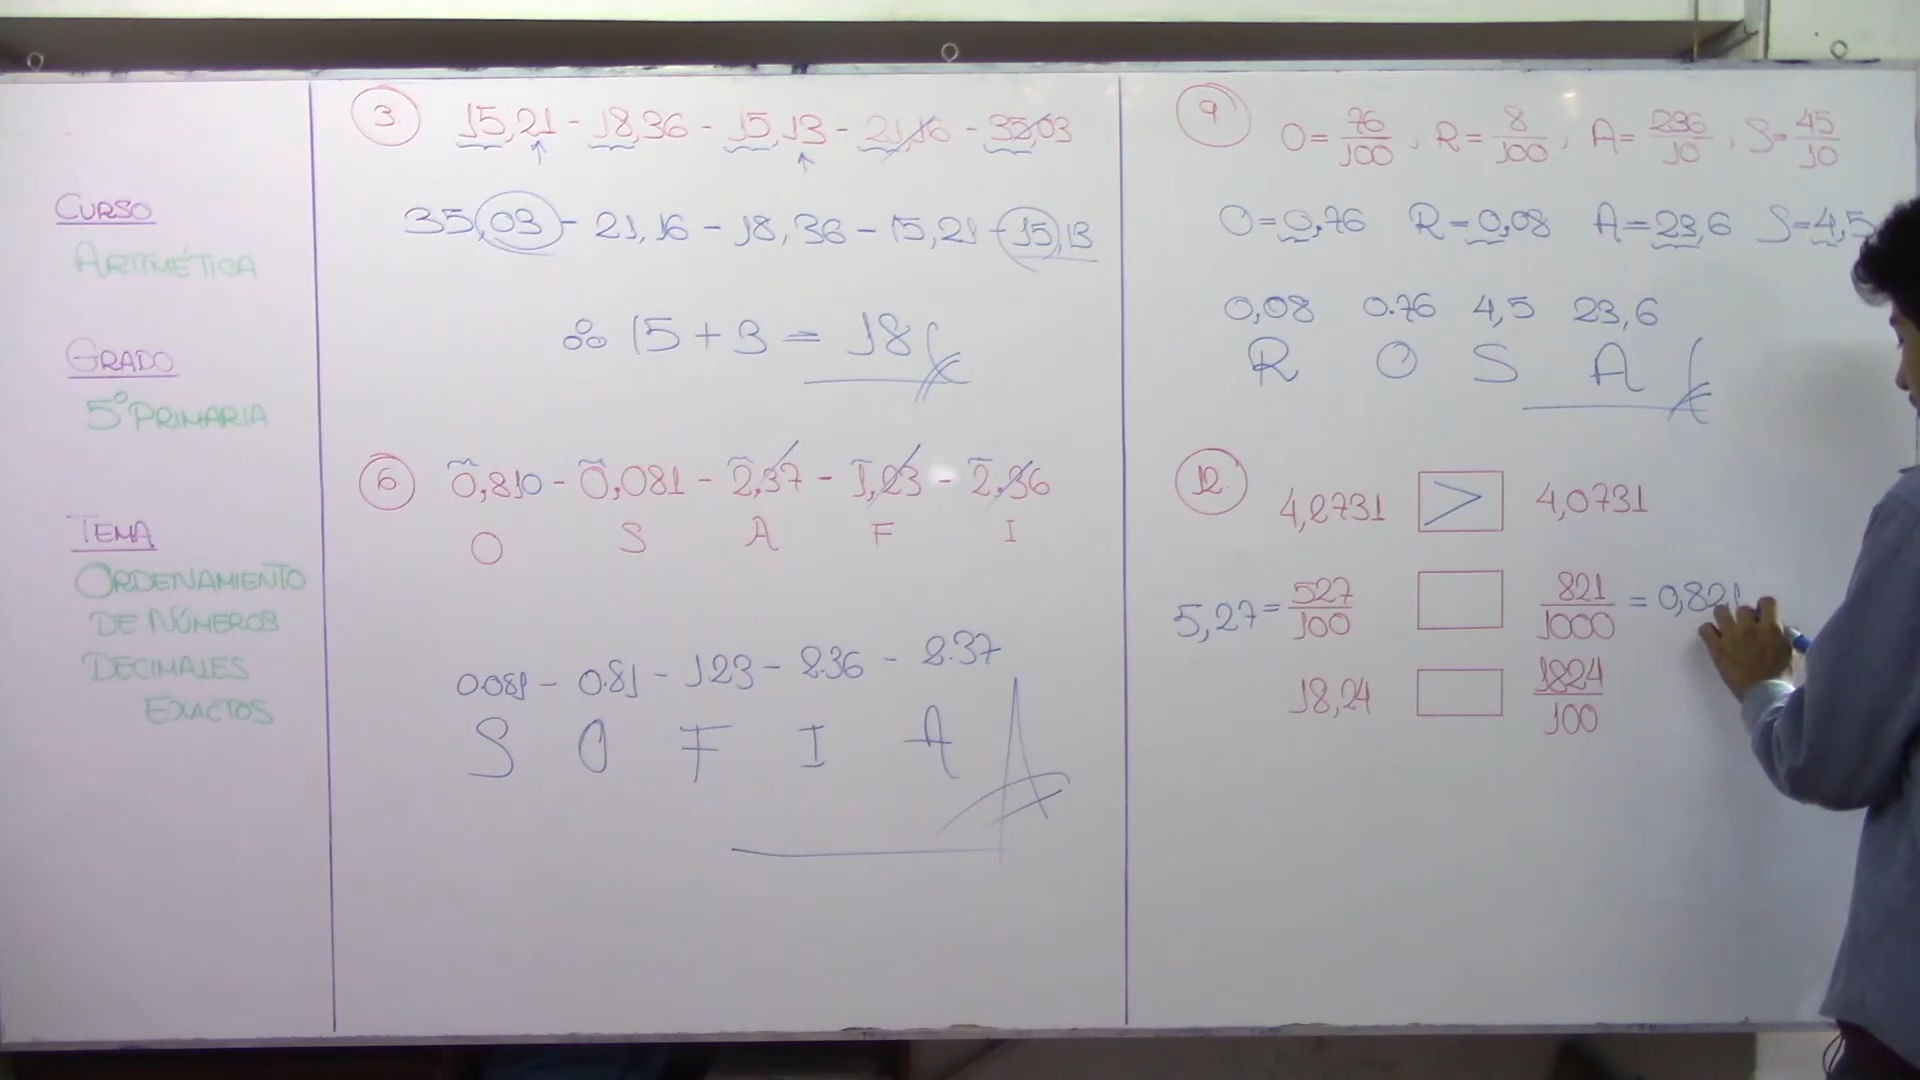 CURSO
ARITMÉTICA
GRADO
5° PRIMARIA
TEMA
ORDENAMIENTO
DE NÚMEROS
DECIMALES
EXACTOS
3 15,21 - 18,36 - 15,13 - 21,16 - 35,03
35,03 - 21,16 - 18,36 - 15,21 - 15,13
∴ 15 + 3 = 18
6 0,810 - 0,081 - 2,37 - 1,23 - 2,36
O S A F I
0.081 - 0.81 - 1.23 - 2.36 - 2.37
S O F I A
9 O = 76/100 , R = 8/100 , A = 236/10 , S = 45/10
O = 0,76 R = 0,08 A = 23,6 S = 4,5
0,08 0.76 4,5 23,6
R O S A
12 4,2731 > 4,0731
5,27 = 527/100 821/1000 = 0,821
18,24 1824/100